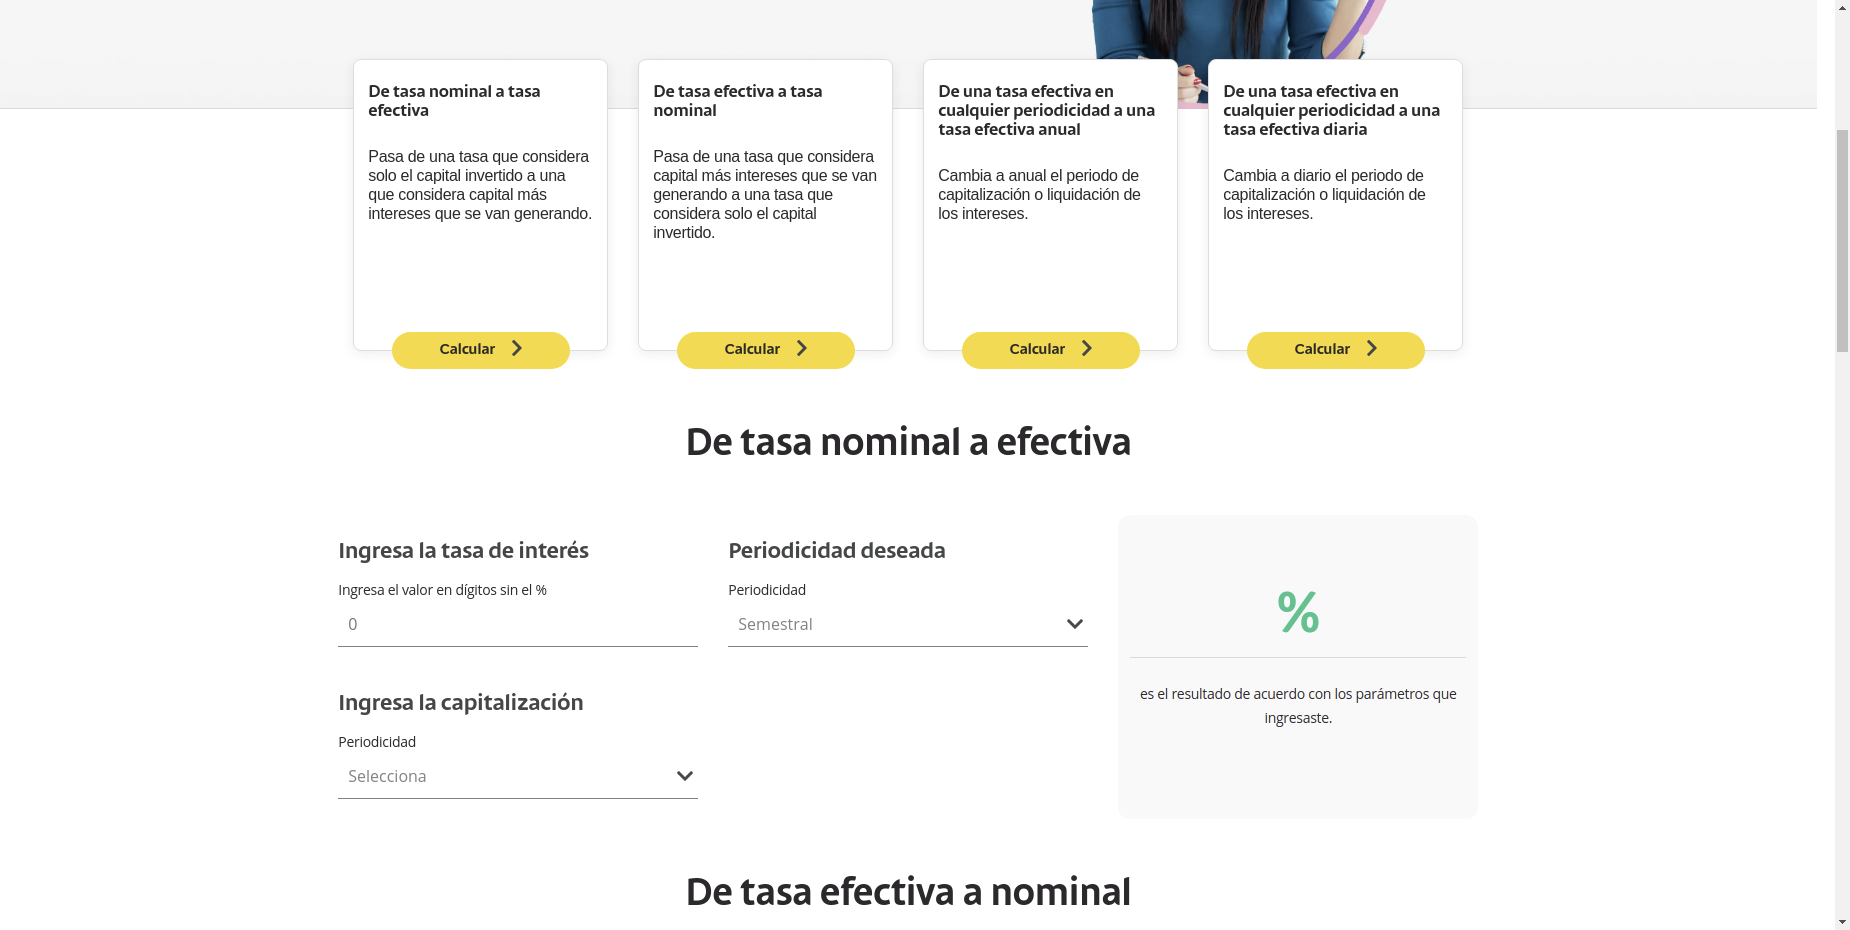 De tasa nominal a tasa
efectiva
Pasa de una tasa que considera
solo el capital invertido a una
que considera capital más
intereses que se van generando.
Calcular
De tasa efectiva a tasa
nominal
Pasa de una tasa que considera
capital más intereses que se van
generando a una tasa que
considera solo el capital
invertido.
Calcular
De una tasa efectiva en
cualquier periodicidad a una
tasa efectiva anual
Cambia a anual el periodo de
capitalización o liquidación de
los intereses.
Calcular
De una tasa efectiva en
cualquier periodicidad a una
tasa efectiva diaria
Cambia a diario el periodo de
capitalización o liquidación de
los intereses.
Calcular
De tasa nominal a efectiva
Ingresa la tasa de interés
Ingresa el valor en dígitos sin el %
0
Periodicidad deseada
Periodicidad
Semestral
Ingresa la capitalización
Periodicidad
Selecciona
%
es el resultado de acuerdo con los parámetros que
ingresaste.
De tasa efectiva a nominal